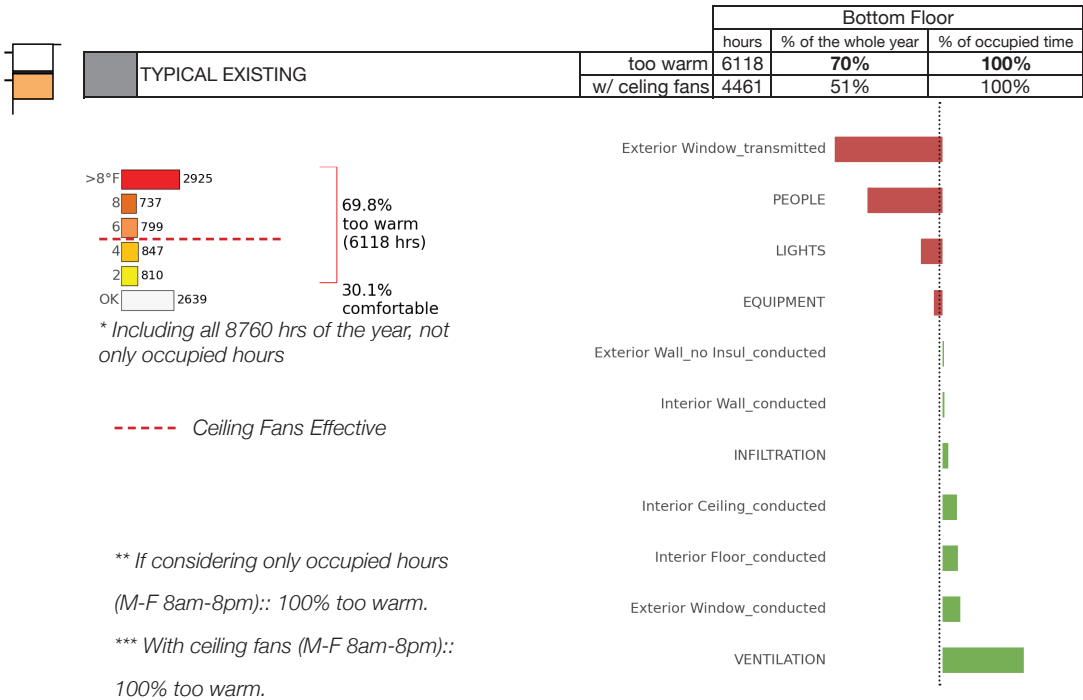 Bottom Floor
hours % of the whole year % of occupied time
TYPICAL EXISTING too warm 6118 70% 100%
w/ celing fans 4461 51% 100%
>8°F 2925
8 737
6 799
4 847
2 810
OK 2639
69.8%
too warm
(6118 hrs)
30.1%
comfortable
* Including all 8760 hrs of the year, not
only occupied hours
Ceiling Fans Effective
** If considering only occupied hours
(M-F 8am-8pm):: 100% too warm.
*** With ceiling fans (M-F 8am-8pm)::
100% too warm.
Exterior Window_transmitted
PEOPLE
LIGHTS
EQUIPMENT
Exterior Wall_no Insul_conducted
Interior Wall_conducted
INFILTRATION
Interior Ceiling_conducted
Interior Floor_conducted
Exterior Window_conducted
VENTILATION